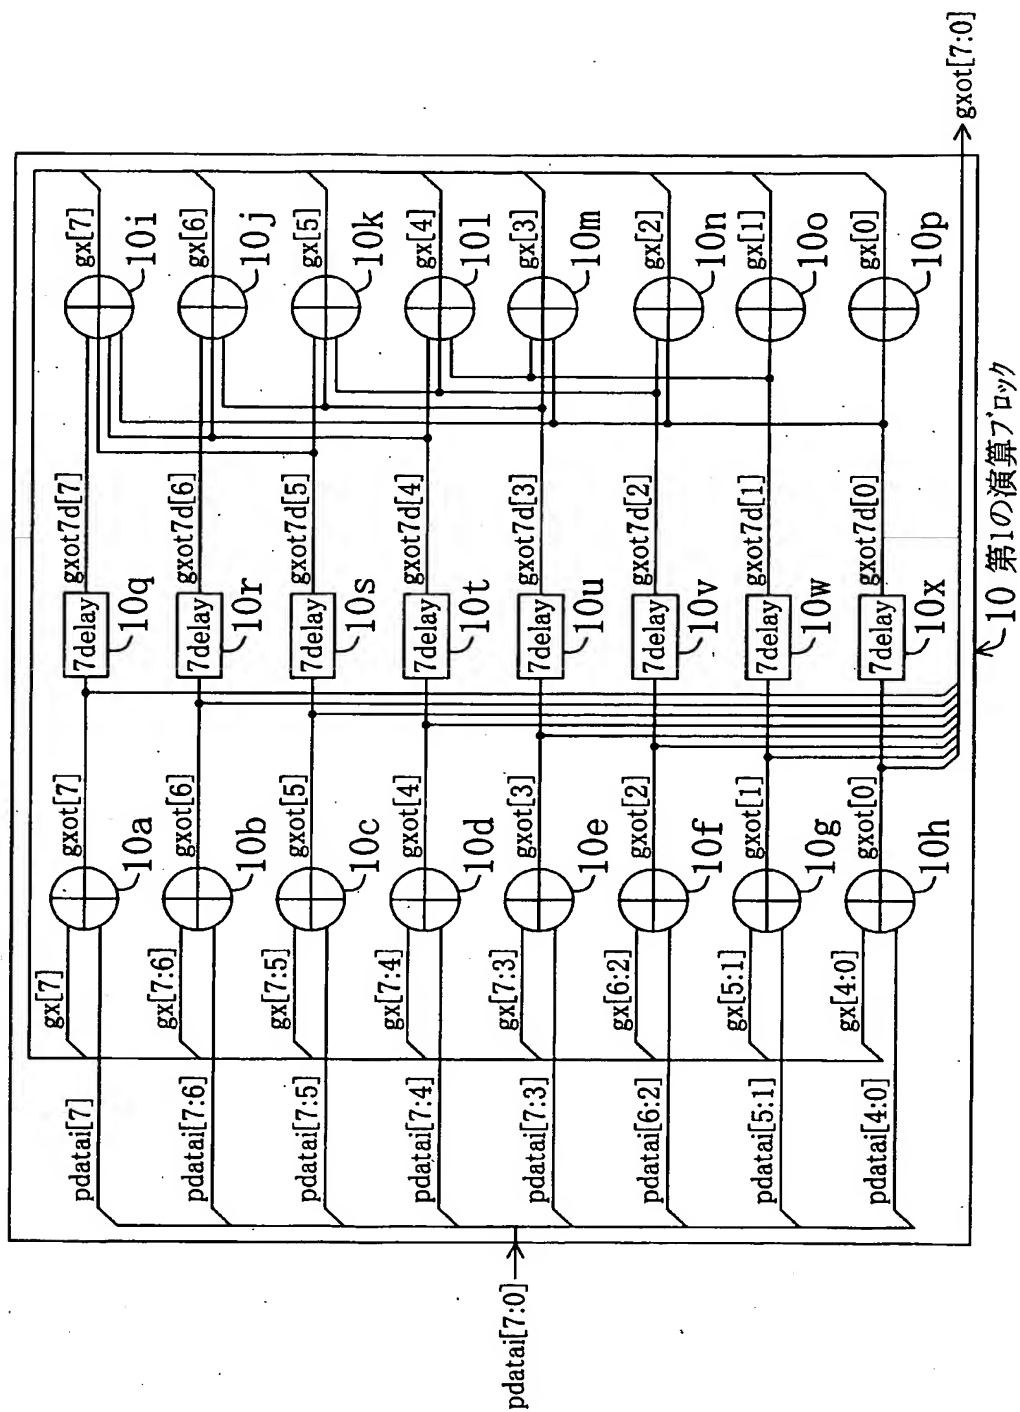 pdatai[7:0]
pdatai[7]
pdatai[7:6]
pdatai[7:5]
pdatai[7:4]
pdatai[7:3]
pdatai[6:2]
pdatai[5:1]
pdatai[4:0]
gx[7]
gx[7:6]
gx[7:5]
gx[7:4]
gx[7:3]
gx[6:2]
gx[5:1]
gx[4:0]
10a
10b
10c
10d
10e
10f
10g
10h
gxot[7]
gxot[6]
gxot[5]
gxot[4]
gxot[3]
gxot[2]
gxot[1]
gxot[0]
7delay
7delay
7delay
7delay
7delay
7delay
7delay
7delay
10q
10r
10s
10t
10u
10v
10w
10x
gxot7d[7]
gxot7d[6]
gxot7d[5]
gxot7d[4]
gxot7d[3]
gxot7d[2]
gxot7d[1]
gxot7d[0]
10i
10j
10k
10l
10m
10n
10o
10p
gx[7]
gx[6]
gx[5]
gx[4]
gx[3]
gx[2]
gx[1]
gx[0]
gxot[7:0]
10 第1の演算ブロック